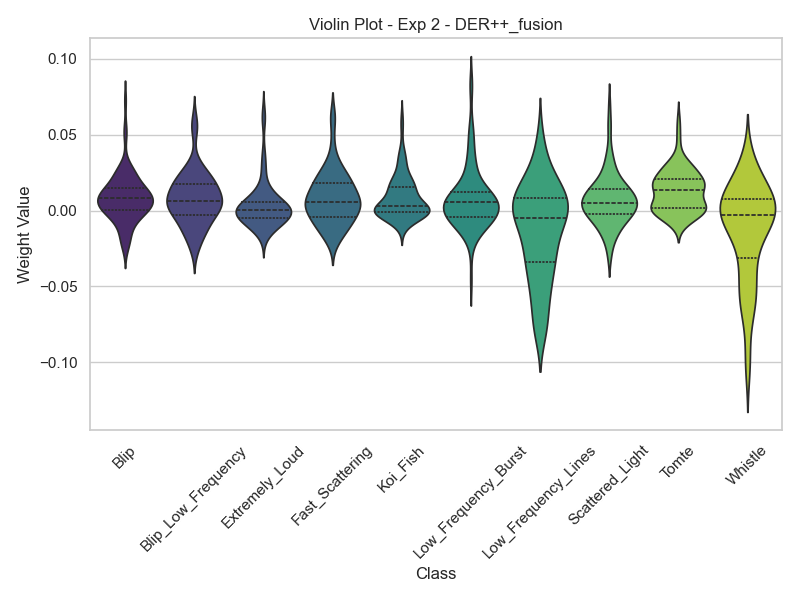 Violin Plot - Exp 2 - DER++_fusion
0.10
0.05
0.00
−0.05
−0.10
Weight Value
Blip
Blip_Low_Frequency
Extremely_Loud
Fast_Scattering
Koi_Fish
Low_Frequency_Burst
Low_Frequency_Lines
Scattered_Light
Tomte
Whistle
Class